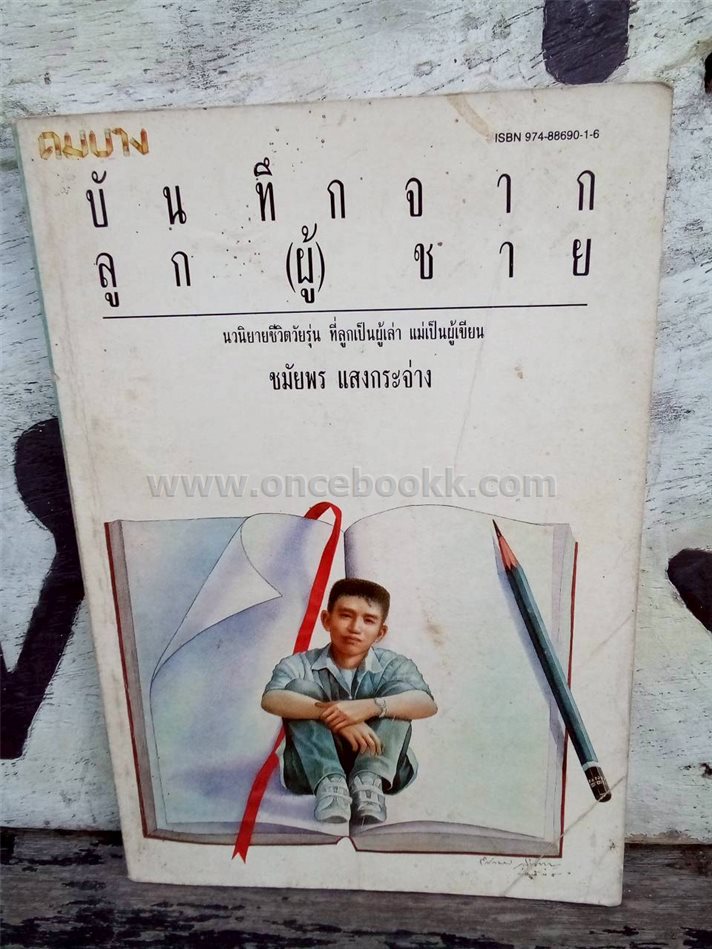 คมบาง
ISBN 974-88690-1-6
บันทึกจาก
ลูก (ผู้) ชาย
นวนิยายชีวิตวัยรุ่น ที่ลูกเป็นผู้เล่า แม่เป็นผู้เขียน
ชมัยพร แสงกระจ่าง
www.oncebookk.com